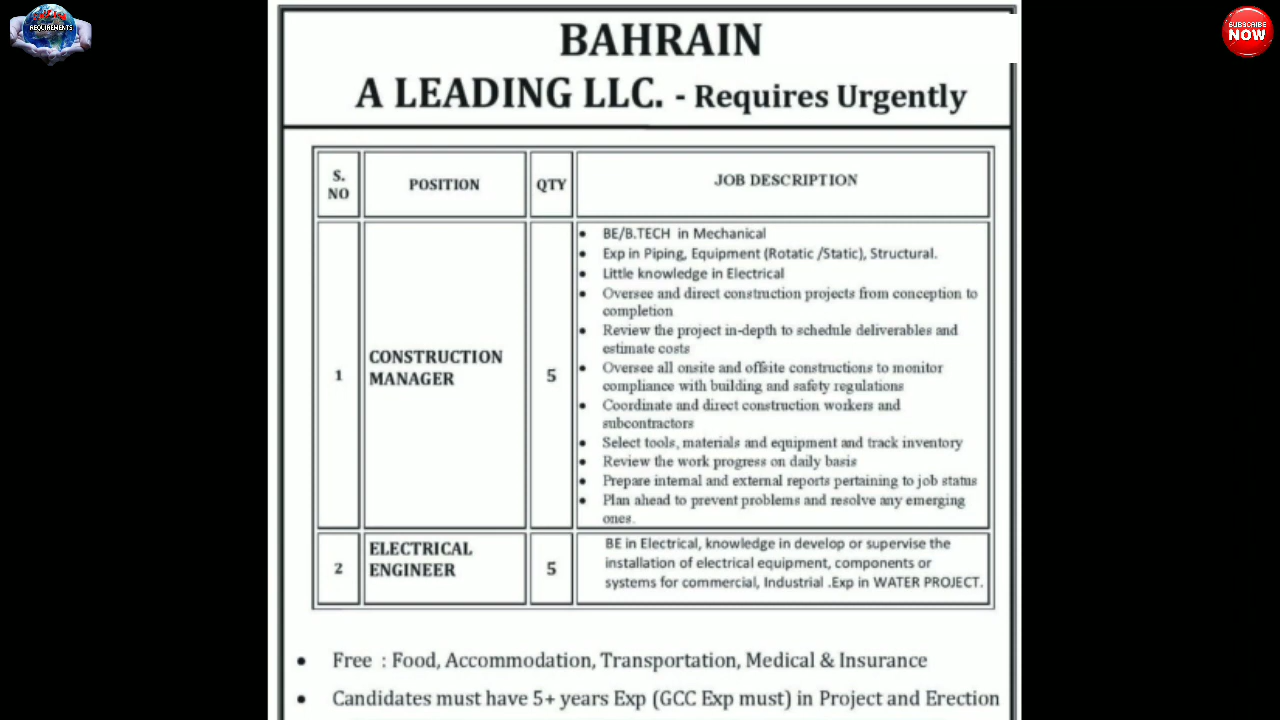 REQUIREMENTS
SUBSCRIBE
NOW
BAHRAIN
A LEADING LLC. - Requires Urgently
S.
NO
POSITION
QTY
JOB DESCRIPTION
1
CONSTRUCTION
MANAGER
5
• BE/B.TECH in Mechanical
• Exp in Piping, Equipment (Rotatic /Static), Structural.
• Little knowledge in Electrical
• Oversee and direct construction projects from conception to
completion
• Review the project in-depth to schedule deliverables and
estimate costs
• Oversee all onsite and offsite constructions to monitor
compliance with building and safety regulations
• Coordinate and direct construction workers and
subcontractors
• Select tools, materials and equipment and track inventory
• Review the work progress on daily basis
• Prepare internal and external reports pertaining to job status
• Plan ahead to prevent problems and resolve any emerging
ones.
2
ELECTRICAL
ENGINEER
5
BE in Electrical, knowledge in develop or supervise the
installation of electrical equipment, components or
systems for commercial, Industrial .Exp in WATER PROJECT.
• Free : Food, Accommodation, Transportation, Medical & Insurance
• Candidates must have 5+ years Exp (GCC Exp must) in Project and Erection